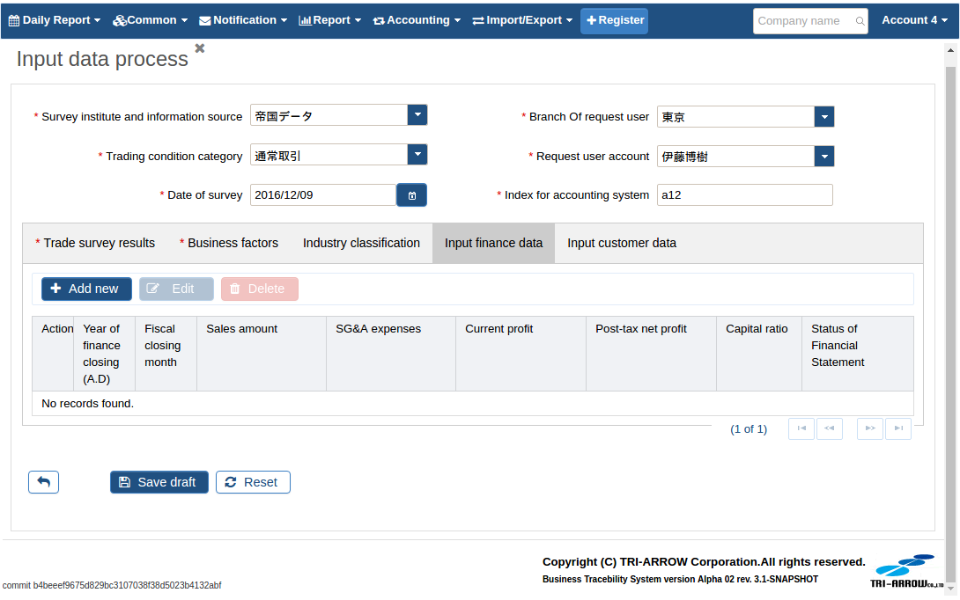 Daily Report Common Notification Report Accounting Import/Export Register Company name Account 4
Input data process
* Survey institute and information source 帝国データ * Branch Of request user 東京
* Trading condition category 通常取引 * Request user account 伊藤博樹
* Date of survey 2016/12/09 * Index for accounting system a12
* Trade survey results * Business factors Industry classification Input finance data Input customer data
Add new Edit Delete
Action Year of Fiscal Sales amount SG&A expenses Current profit Post-tax net profit Capital ratio Status of
finance closing Financial
closing month Statement
(A.D)
No records found.
(1 of 1)
Save draft Reset
Copyright (C) TRI-ARROW Corporation.All rights reserved.
Business Tracebility System version Alpha 02 rev. 3.1-SNAPSHOT
TRI-ARROW Co.,LTD
commit b4beeef9675d829bc3107038f38d5023b4132abf